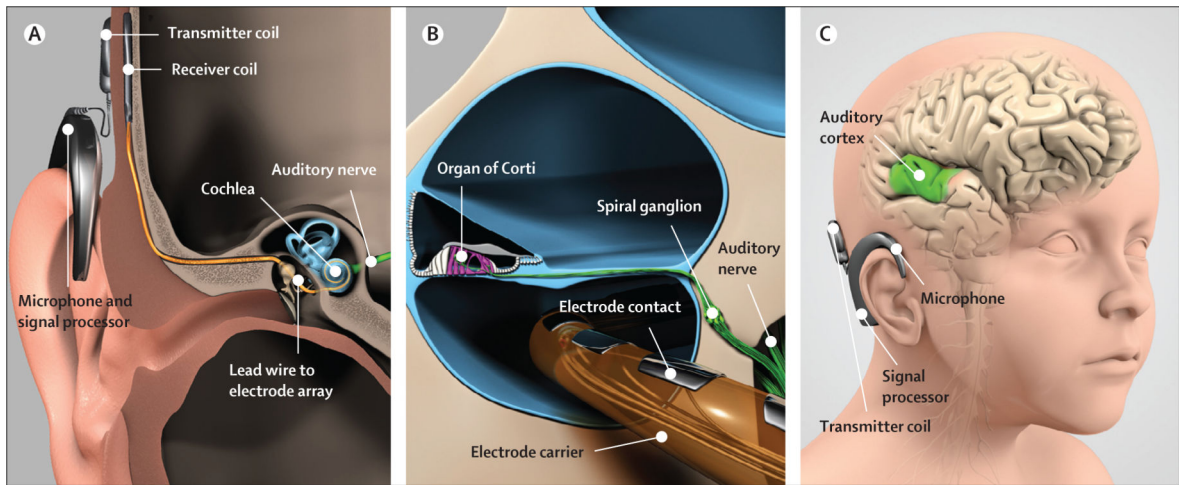 A
Transmitter coil
Receiver coil
Auditory nerve
Cochlea
Microphone and
signal processor
Lead wire to
electrode array
B
Organ of Corti
Spiral ganglion
Auditory
nerve
Electrode contact
Electrode carrier
C
Auditory
cortex
Microphone
Signal
processor
Transmitter coil